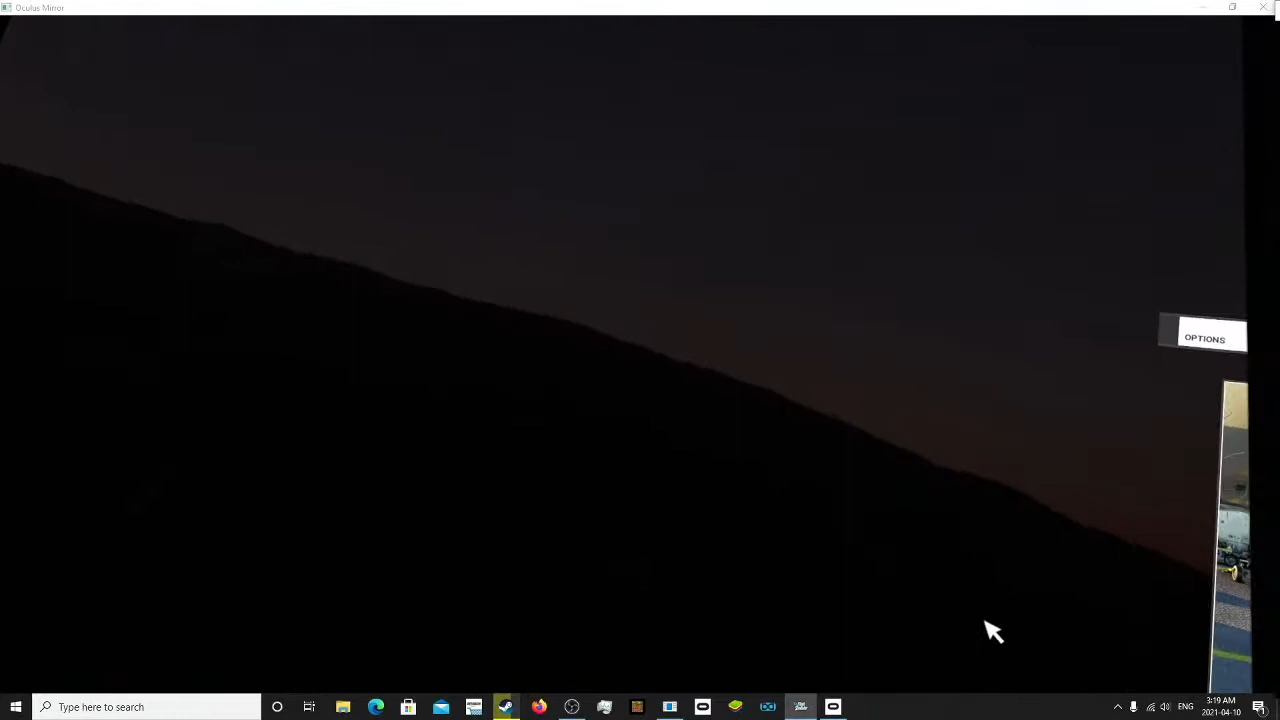 Oculus Mirror
OPTIONS
Type here to search
ENG
3:19 AM
2021-04-10